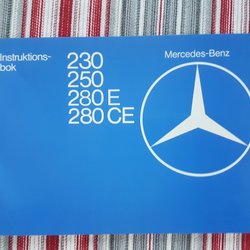 Instruktions-
bok
230
250
280 E
280 CE
Mercedes-Benz